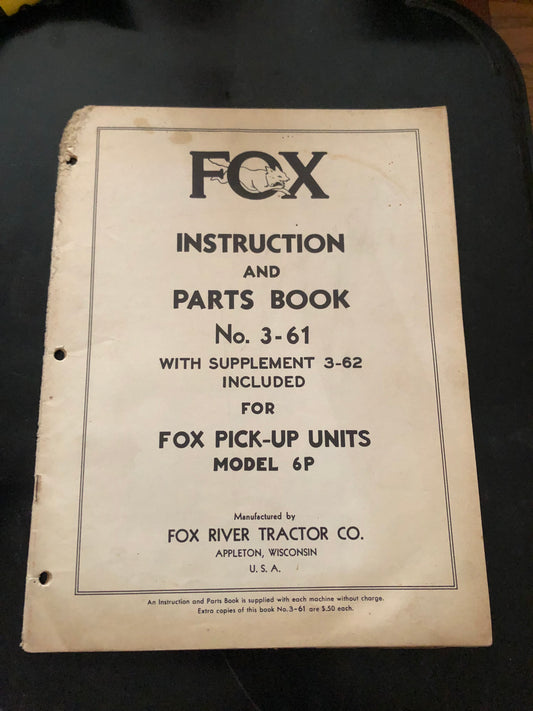 FOX
INSTRUCTION
AND
PARTS BOOK
No. 3-61
WITH SUPPLEMENT 3-62
INCLUDED
FOR
FOX PICK-UP UNITS
MODEL 6P
Manufactured by
FOX RIVER TRACTOR CO.
APPLETON, WISCONSIN
U. S. A.
An Instruction and Parts Book is supplied with each machine without charge.
Extra copies of this book No.3-61 are $.50 each.